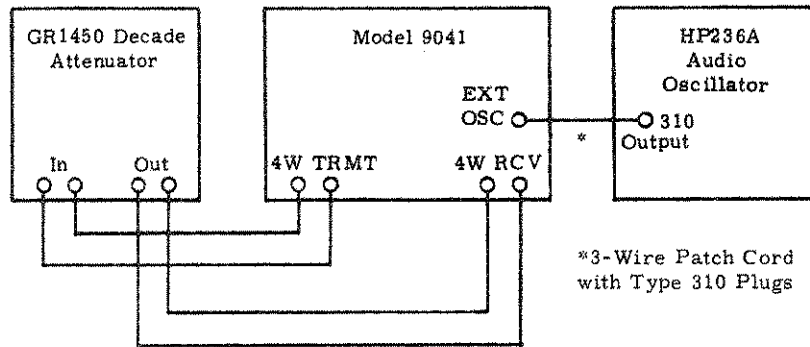 GR1450 Decade
Attenuator
In
Out
Model 9041
EXT
OSC
4W TRMT
4W RCV
HP236A
Audio
Oscillator
310
Output
*
*3-Wire Patch Cord
with Type 310 Plugs